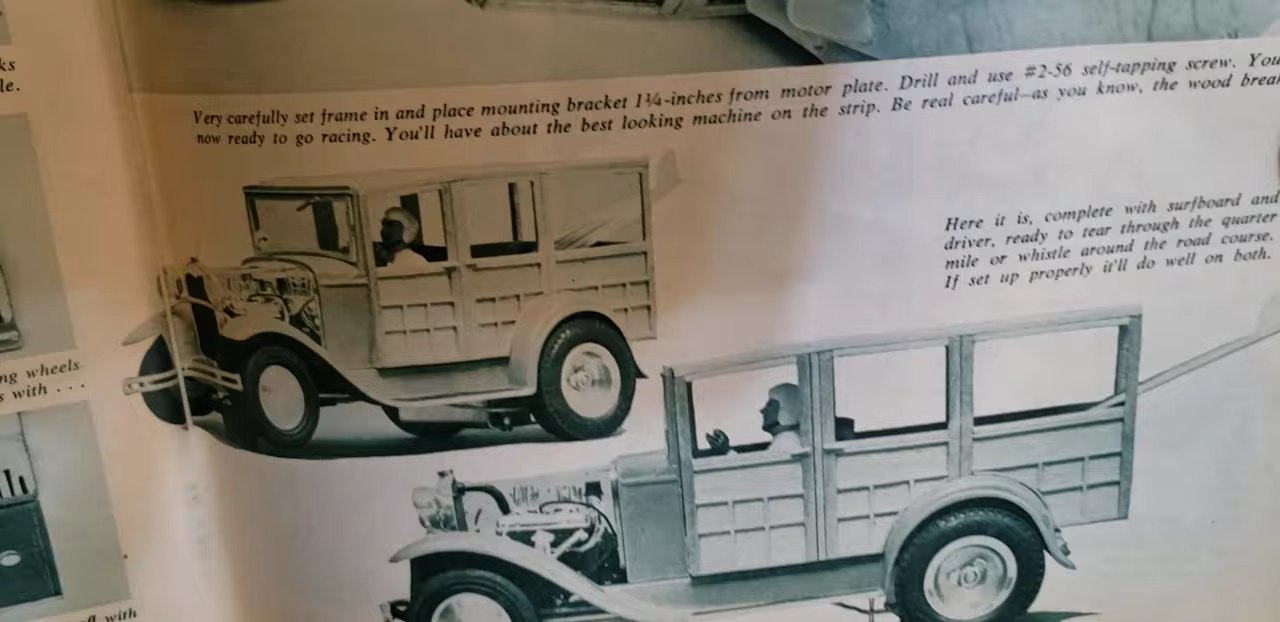 ks
le.
Very carefully set frame in and place mounting bracket 1¼-inches from motor plate. Drill and use #2-56 self-tapping screw. You
now ready to go racing. You'll have about the best looking machine on the strip. Be real careful—as you know, the wood break
Here it is, complete with surfboard and
driver, ready to tear through the quarter
mile or whistle around the road course.
If set up properly it'll do well on both.
ng wheels
s with . . .
with